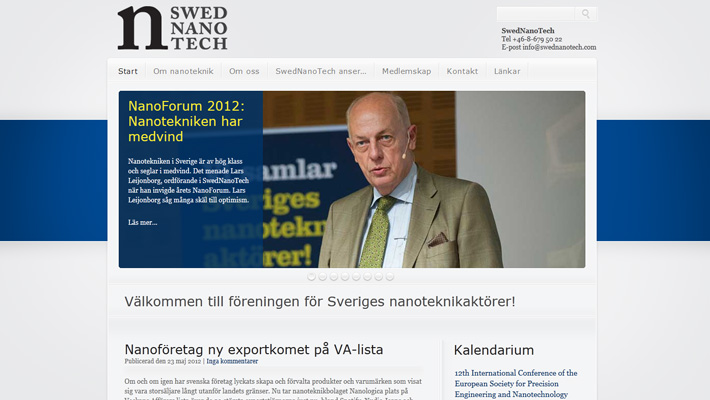 n SWED
NANO
TECH
SwedNanoTech
Tel +46-8-679 50 22
E-post info@swednanotech.com
Start Om nanoteknik Om oss SwedNanoTech anser... Medlemskap Kontakt Länkar
NanoForum 2012:
Nanotekniken har
medvind
Nanotekniken i Sverige är av hög klass
och seglar i medvind. Det menade Lars
Leijonborg, ordförande i SwedNanoTech
när han invigde årets NanoForum. Lars
Leijonborg såg många skäl till optimism.
Läs mer...
amlar
Sveriges
nanoteknik
aktörer!
Välkommen till föreningen för Sveriges nanoteknikaktörer!
Nanoföretag ny exportkomet på VA-lista
Publicerad den 23 maj 2012 | Inga kommentarer
Om och om igen har svenska företag lyckats skapa och förvalta produkter och varumärken som visat
sig vara storsäljare långt utanför landets gränser. Nu tar nanoteknikbolaget Nanologica plats på
Kalendarium
12th International Conference of the
European Society for Precision
Engineering and Nanotechnology